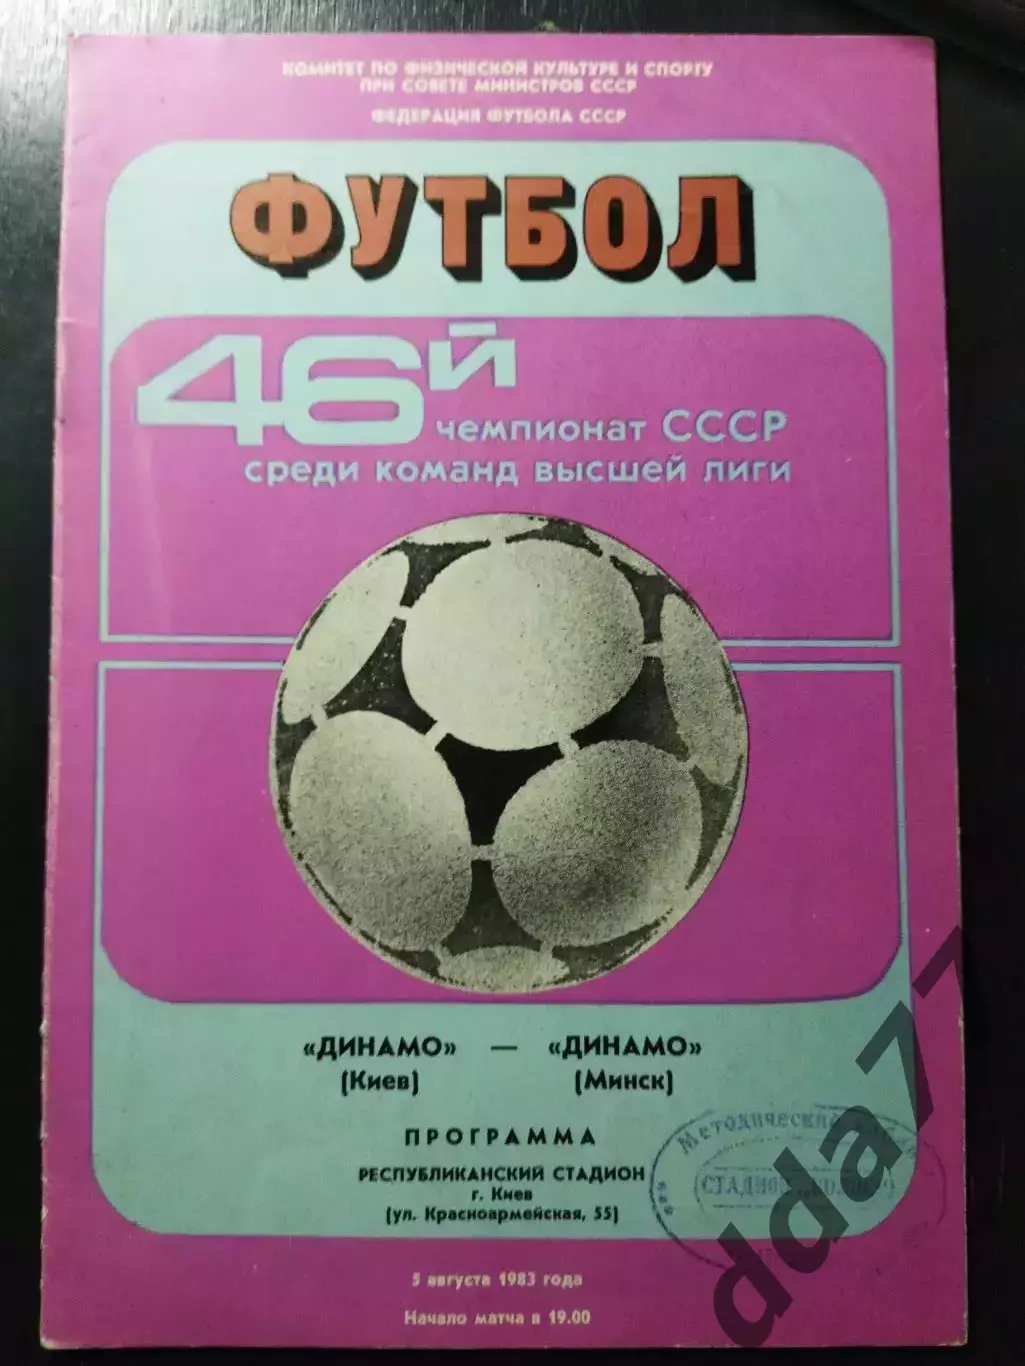 КОМИТЕТ ПО ФИЗИЧЕСКОЙ КУЛЬТУРЕ И СПОРТУ
ПРИ СОВЕТЕ МИНИСТРОВ СССР
ФЕДЕРАЦИЯ ФУТБОЛА СССР
ФУТБОЛ
46й
чемпионат СССР
среди команд высшей лиги
«ДИНАМО» — «ДИНАМО»
(Киев) (Минск)
ПРОГРАММА
РЕСПУБЛИКАНСКИЙ СТАДИОН
г. Киев
(ул. Красноармейская, 55)
Методический
СТАДИОН
5 августа 1983 года
Начало матча в 19.00
dda77